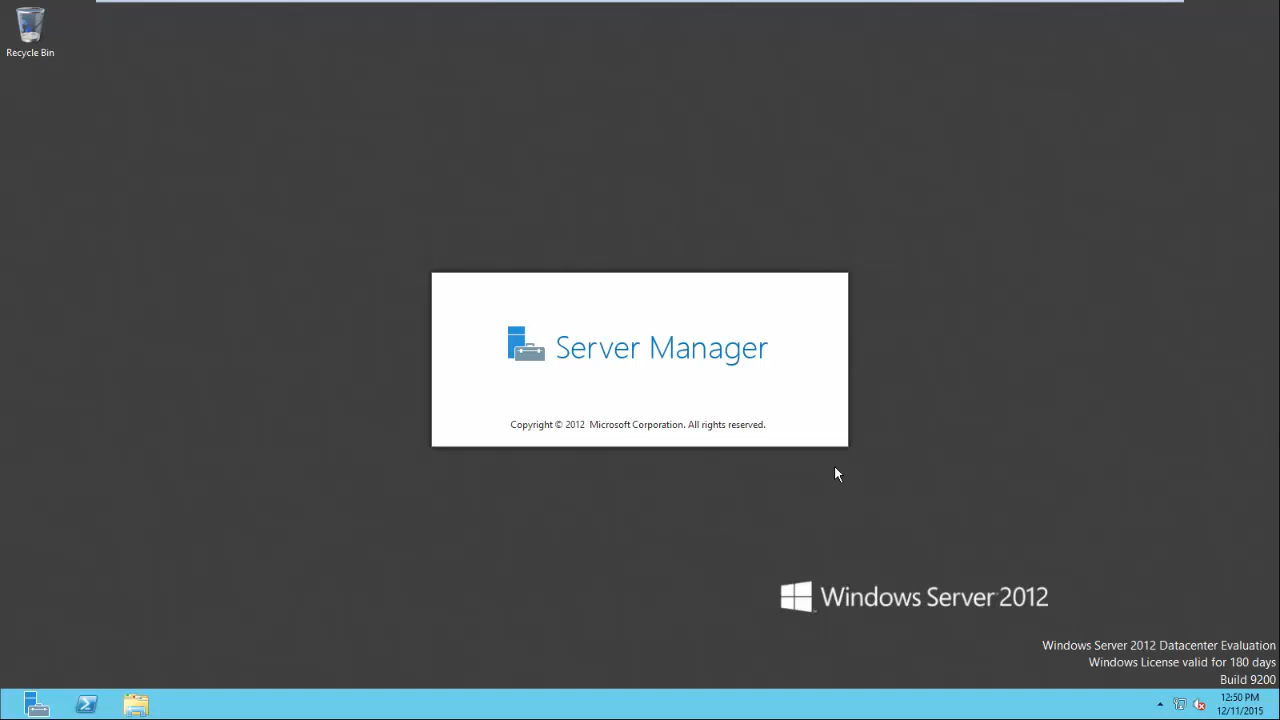 Recycle Bin
Server Manager
Copyright © 2012 Microsoft Corporation. All rights reserved.
Windows Server 2012
Windows Server 2012 Datacenter Evaluation
Windows License valid for 180 days
Build 9200
12:50 PM
12/11/2015